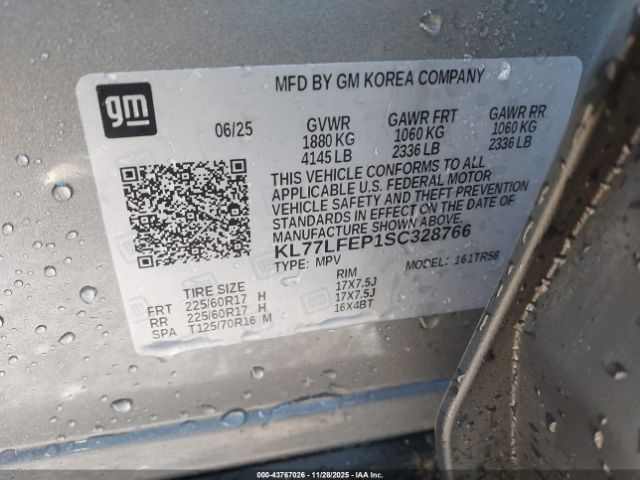 gm
MFD BY GM KOREA COMPANY
06/25 GVWR GAWR FRT GAWR RR
1880 KG 1060 KG 1060 KG
4145 LB 2336 LB 2336 LB
THIS VEHICLE CONFORMS TO ALL
APPLICABLE U.S. FEDERAL MOTOR
VEHICLE SAFETY AND THEFT PREVENTION
STANDARDS IN EFFECT ON THE DATE OF
MANUFACTURE SHOWN ABOVE.
KL77LFEP1SC328766
TYPE: MPV MODEL: 161TR58
TIRE SIZE RIM
FRT 225/60R17 H 17X7.5J
RR 225/60R17 H 17X7.5J
SPA T125/70R16 M 16X4BT
000-43767026 | 11/28/2025 | IAA Inc.